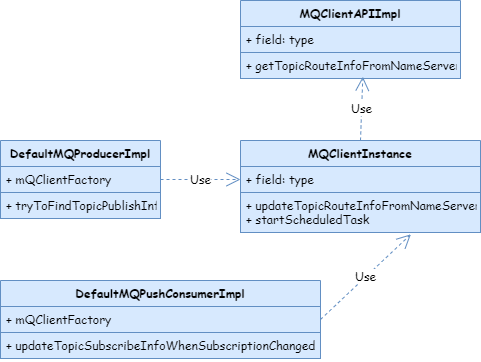 MQClientAPIImpl
+ field: type
+ getTopicRouteInfoFromNameServer
Use
DefaultMQProducerImpl
+ mQClientFactory
+ tryToFindTopicPublishInf
Use
MQClientInstance
+ field: type
+ updateTopicRouteInfoFromNameServer
+ startScheduledTask
Use
DefaultMQPushConsumerImpl
+ mQClientFactory
+ updateTopicSubscribeInfoWhenSubscriptionChanged